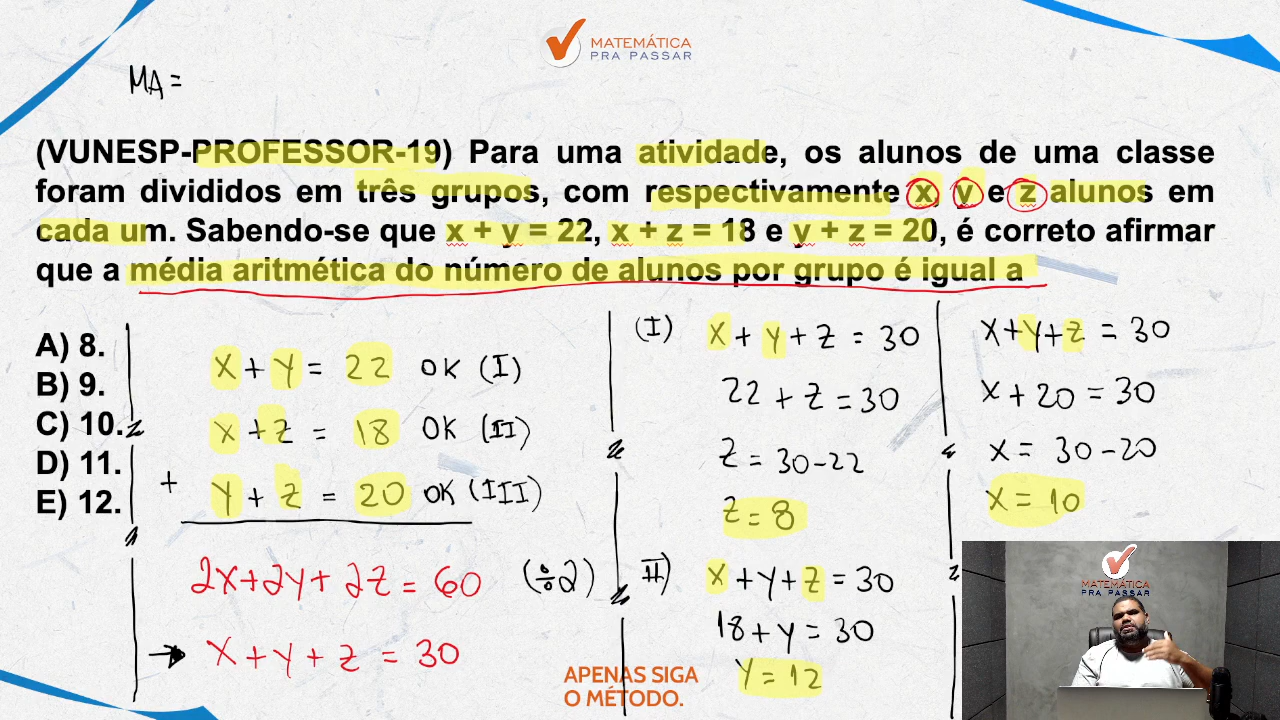 MATEMÁTICA
PRA PASSAR
MA =
(VUNESP-PROFESSOR-19) Para uma atividade, os alunos de uma classe
foram divididos em três grupos, com respectivamente x, y e z alunos em
cada um. Sabendo-se que x + y = 22, x + z = 18 e y + z = 20, é correto afirmar
que a média aritmética do número de alunos por grupo é igual a
A) 8.
B) 9.
C) 10.
D) 11.
E) 12.
X + Y = 22 OK (I)
X + Z = 18 OK (II)
+ Y + Z = 20 OK (III)
2X+2Y+2Z = 60 (÷2)
X + Y + Z = 30
(I) X + Y + Z = 30
22 + Z = 30
Z = 30-22
Z = 8
II) X + Y + Z = 30
18 + Y = 30
Y = 12
X+Y+Z = 30
X + 20 = 30
X = 30-20
X = 10
APENAS SIGA
O MÉTODO.
MATEMÁTICA
PRA PASSAR